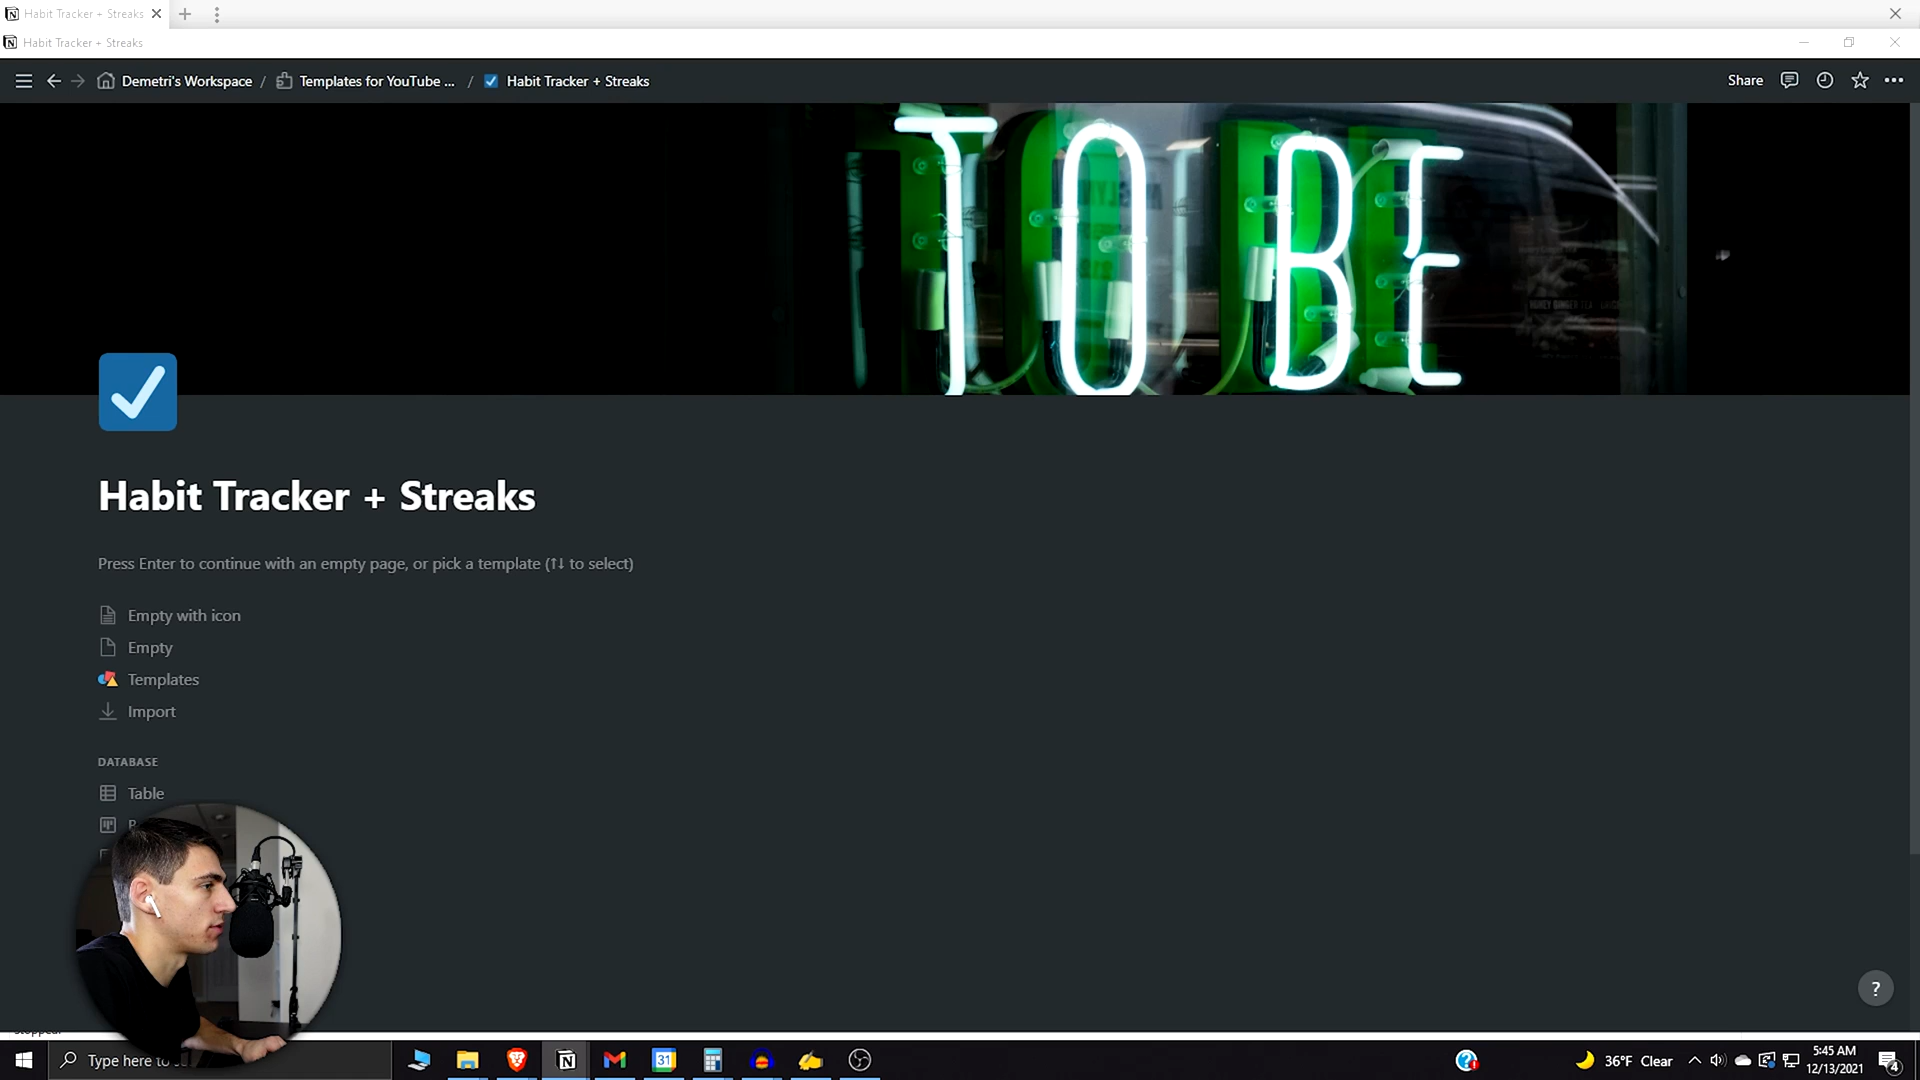 Habit Tracker + Streaks
Habit Tracker + Streaks
Demetri's Workspace / Templates for YouTube ... / Habit Tracker + Streaks
Share
TO BE
Habit Tracker + Streaks
Press Enter to continue with an empty page, or pick a template (↑↓ to select)
Empty with icon
Empty
Templates
Import
DATABASE
Table
?
Type here to
31
36°F Clear
5:45 AM
12/13/2021
4